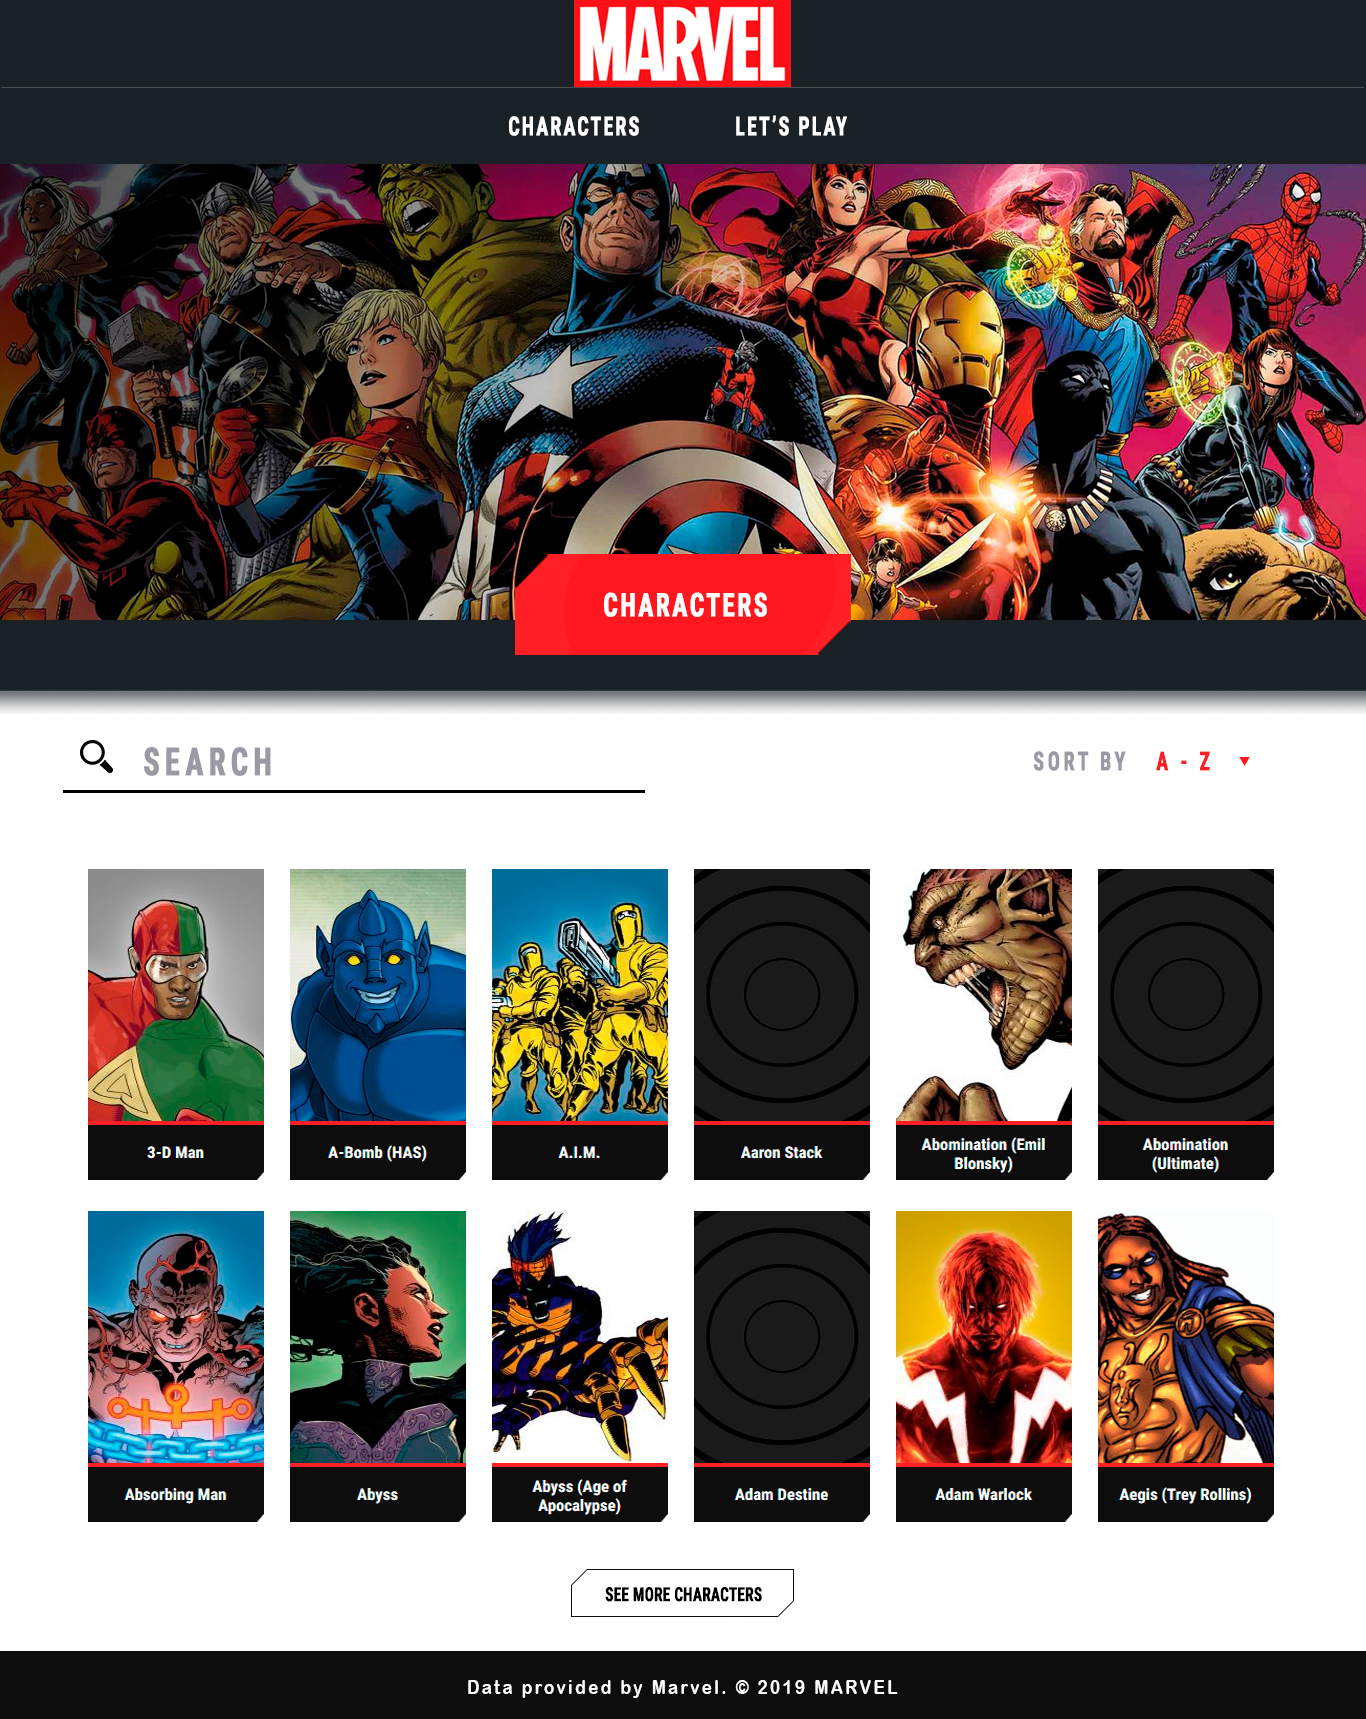 MARVEL
CHARACTERS
LET'S PLAY
CHARACTERS
SEARCH
SORT BY A - Z
3-D Man
A-Bomb (HAS)
A.I.M.
Aaron Stack
Abomination (Emil
Blonsky)
Abomination
(Ultimate)
Absorbing Man
Abyss
Abyss (Age of
Apocalypse)
Adam Destine
Adam Warlock
Aegis (Trey Rollins)
SEE MORE CHARACTERS
Data provided by Marvel. © 2019 MARVEL